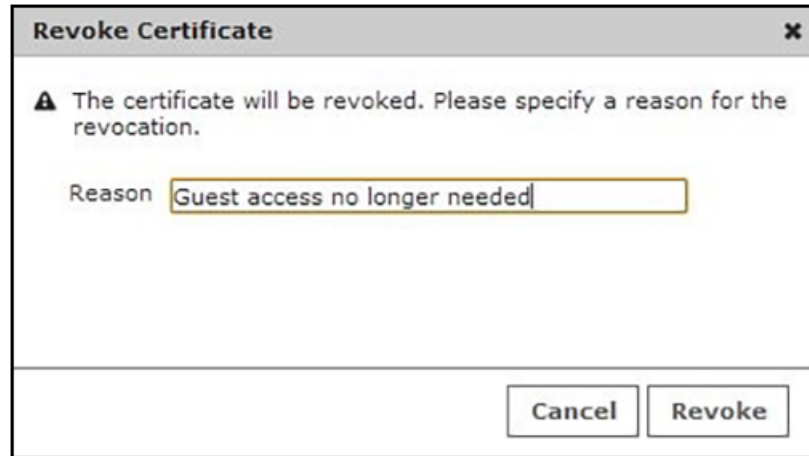 Revoke Certificate
The certificate will be revoked. Please specify a reason for the
revocation.
Reason Guest access no longer needed
Cancel Revoke